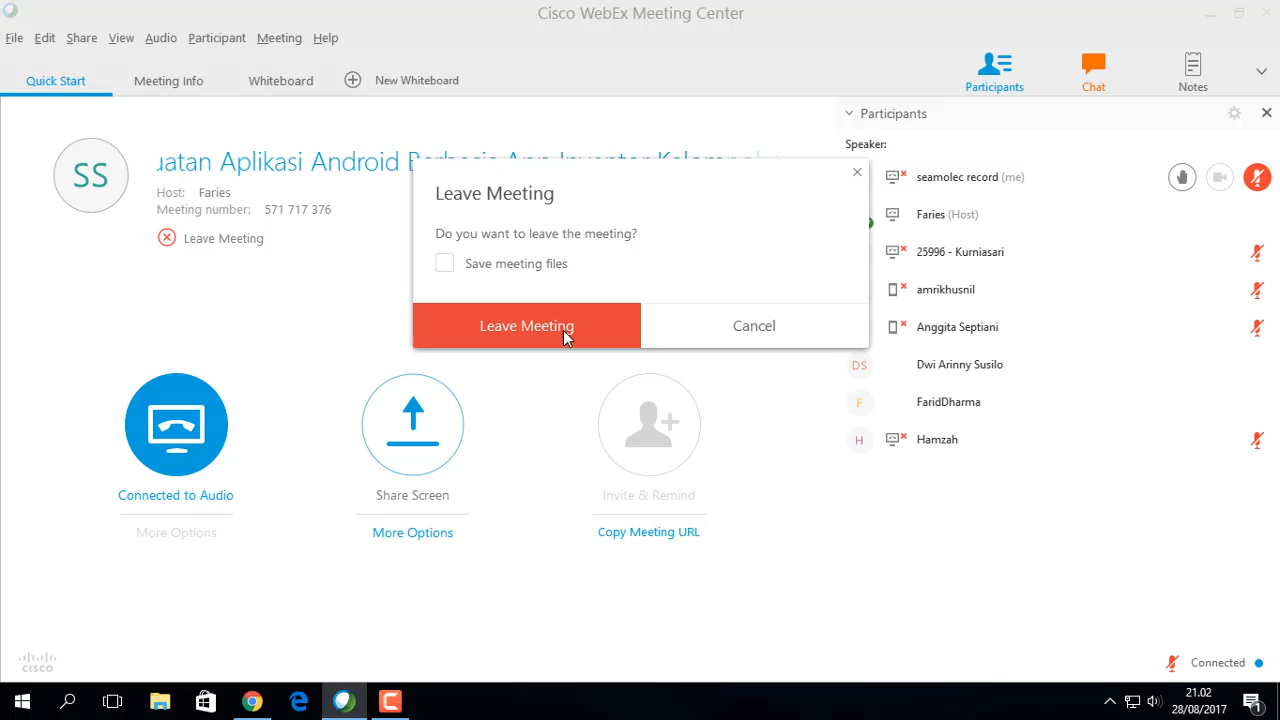 Cisco WebEx Meeting Center
File Edit Share View Audio Participant Meeting Help
Quick Start Meeting Info Whiteboard New Whiteboard
Participants Chat Notes
Participants
Speaker:
SS
uatan Aplikasi Android Berbasis App Inventor
Host: Faries
Meeting number: 571 717 376
Leave Meeting
Leave Meeting
Do you want to leave the meeting?
Save meeting files
Leave Meeting Cancel
seamolec record (me)
Faries (Host)
25996 - Kurniasari
amrikhusnil
Anggita Septiani
DS Dwi Arinny Susilo
F FaridDharma
H Hamzah
Connected to Audio
More Options
Share Screen
More Options
Invite & Remind
Copy Meeting URL
cisco
Connected
21.02
28/08/2017
1